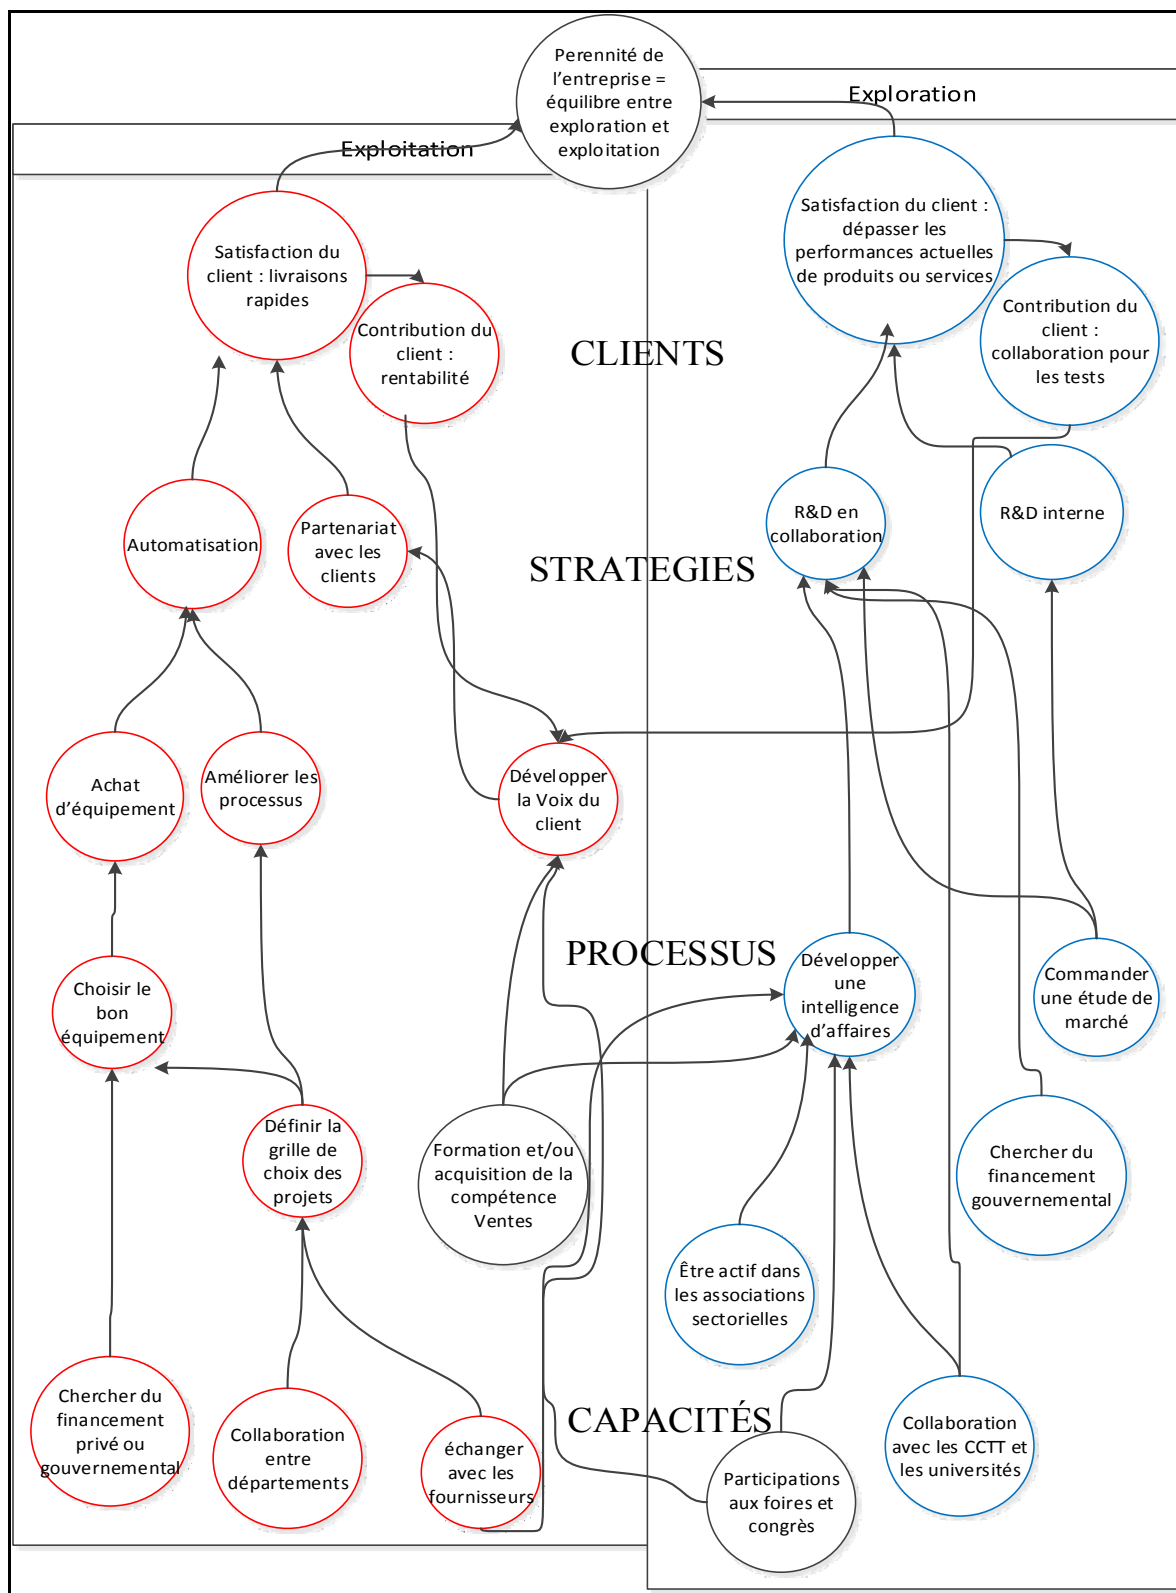 Perennité de
l'entreprise =
équilibre entre
exploration et
exploitation
Exploration
Exploitation
Satisfaction du
client : livraisons
rapides
Contribution du
client :
rentabilité
Satisfaction du client :
dépasser les
performances actuelles
de produits ou services
Contribution du
client :
collaboration pour
les tests
CLIENTS
Automatisation
Partenariat
avec les
clients
R&D en
collaboration
R&D interne
STRATEGIES
Achat
d'équipement
Améliorer les
processus
Développer
la Voix du
client
PROCESSUS
Choisir le
bon
équipement
Développer
une
intelligence
d'affaires
Commander
une étude de
marché
Définir la
grille de
choix des
projets
Formation et/ou
acquisition de la
compétence
Ventes
Chercher du
financement
gouvernemental
Être actif dans
les associations
sectorielles
CAPACITÉS
Chercher du
financement
privé ou
gouvernemental
Collaboration
entre
départements
échanger
avec les
fournisseurs
Participations
aux foires et
congrès
Collaboration
avec les CCTT et
les universités